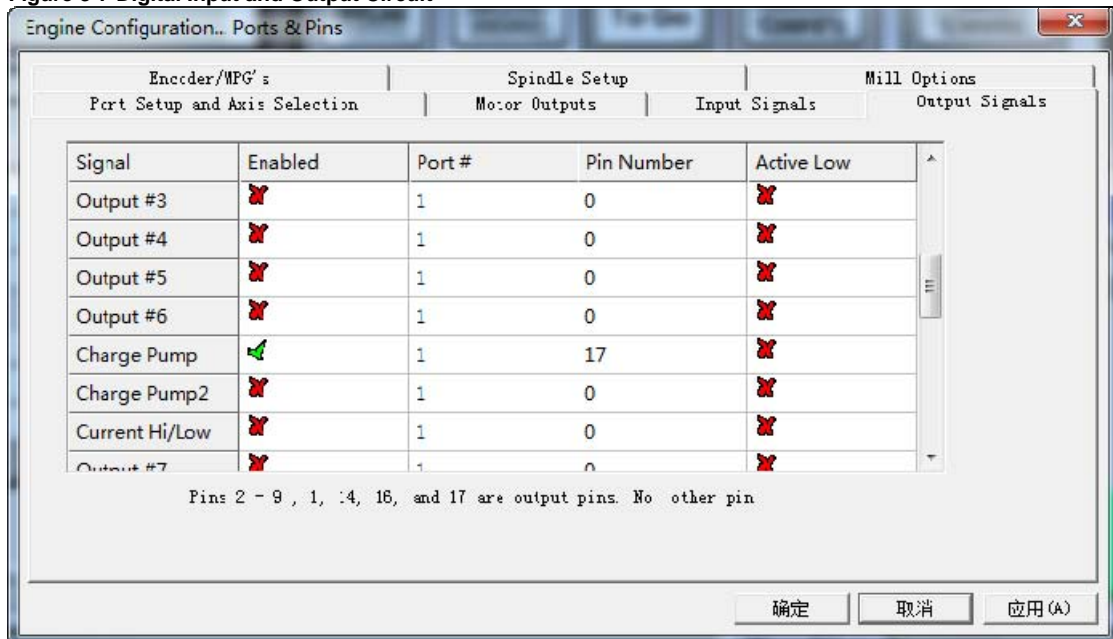 Engine Configuration... Ports & Pins
Encoder/MPG's Spindle Setup Mill Options
Port Setup and Axis Selection Motor Outputs Input Signals Output Signals
Signal Enabled Port # Pin Number Active Low
Output #3 1 0
Output #4 1 0
Output #5 1 0
Output #6 1 0
Charge Pump 1 17
Charge Pump2 1 0
Current Hi/Low 1 0
Output #7 1 0
Pins 2 - 9 , 1, 14, 16, and 17 are output pins. No other pin
确定 取消 应用(A)